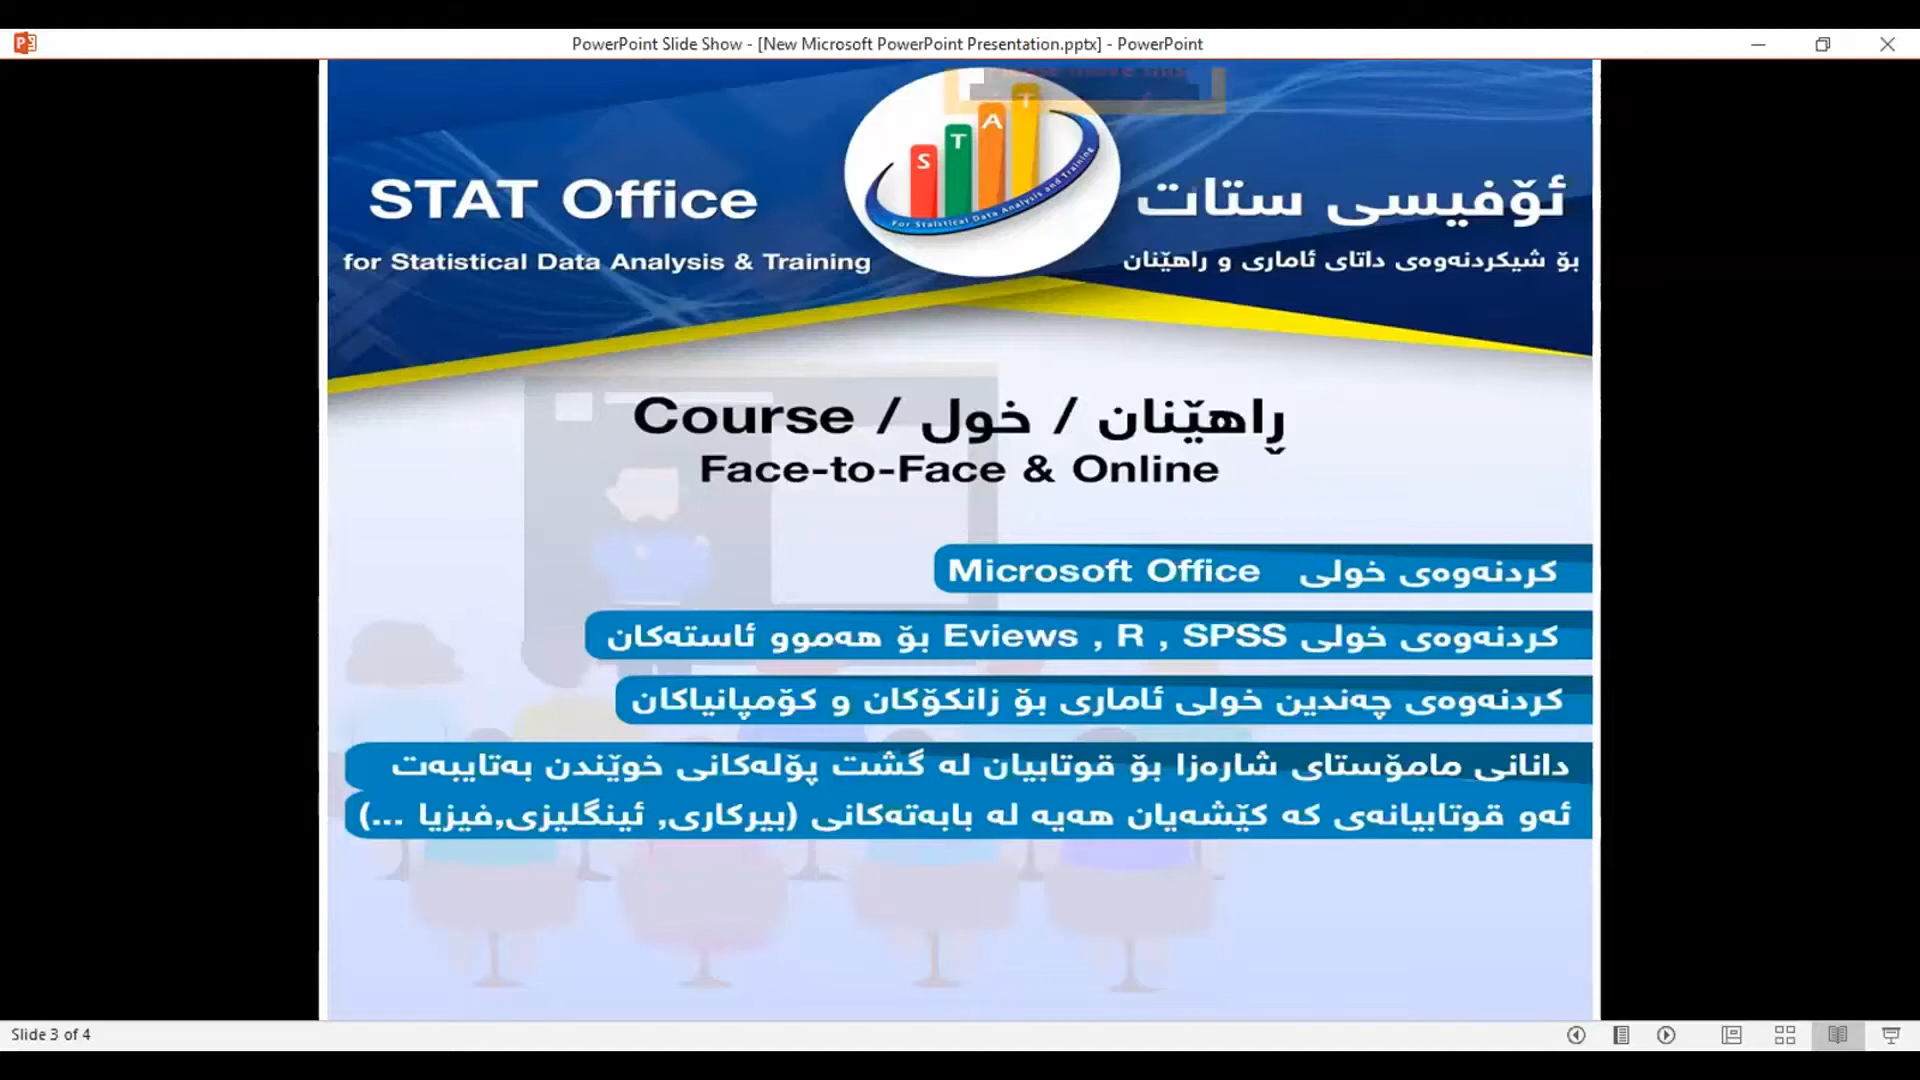 PowerPoint Slide Show - [New Microsoft PowerPoint Presentation.pptx] - PowerPoint
S T A T
For Statistical Data Analysis and Training
STAT Office
ئۆفیسی ستات
for Statistical Data Analysis & Training
بۆ شیکردنەوەی داتای ئاماری و راهێنان
Course / خول / ڕاهێنان
Face-to-Face & Online
کردنەوەی خولی Microsoft Office
کردنەوەی خولی Eviews , R , SPSS بۆ هەموو ئاستەکان
کردنەوەی چەندین خولی ئاماری بۆ زانکۆکان و کۆمپانیاکان
دانانی مامۆستای شارەزا بۆ قوتابیان لە گشت پۆلەکانی خوێندن بەتایبەت
ئەو قوتابیانەی کە کێشەیان هەیە لە بابەتەکانی (بیرکاری, ئینگلیزی,فیزیا ...)
Slide 3 of 4